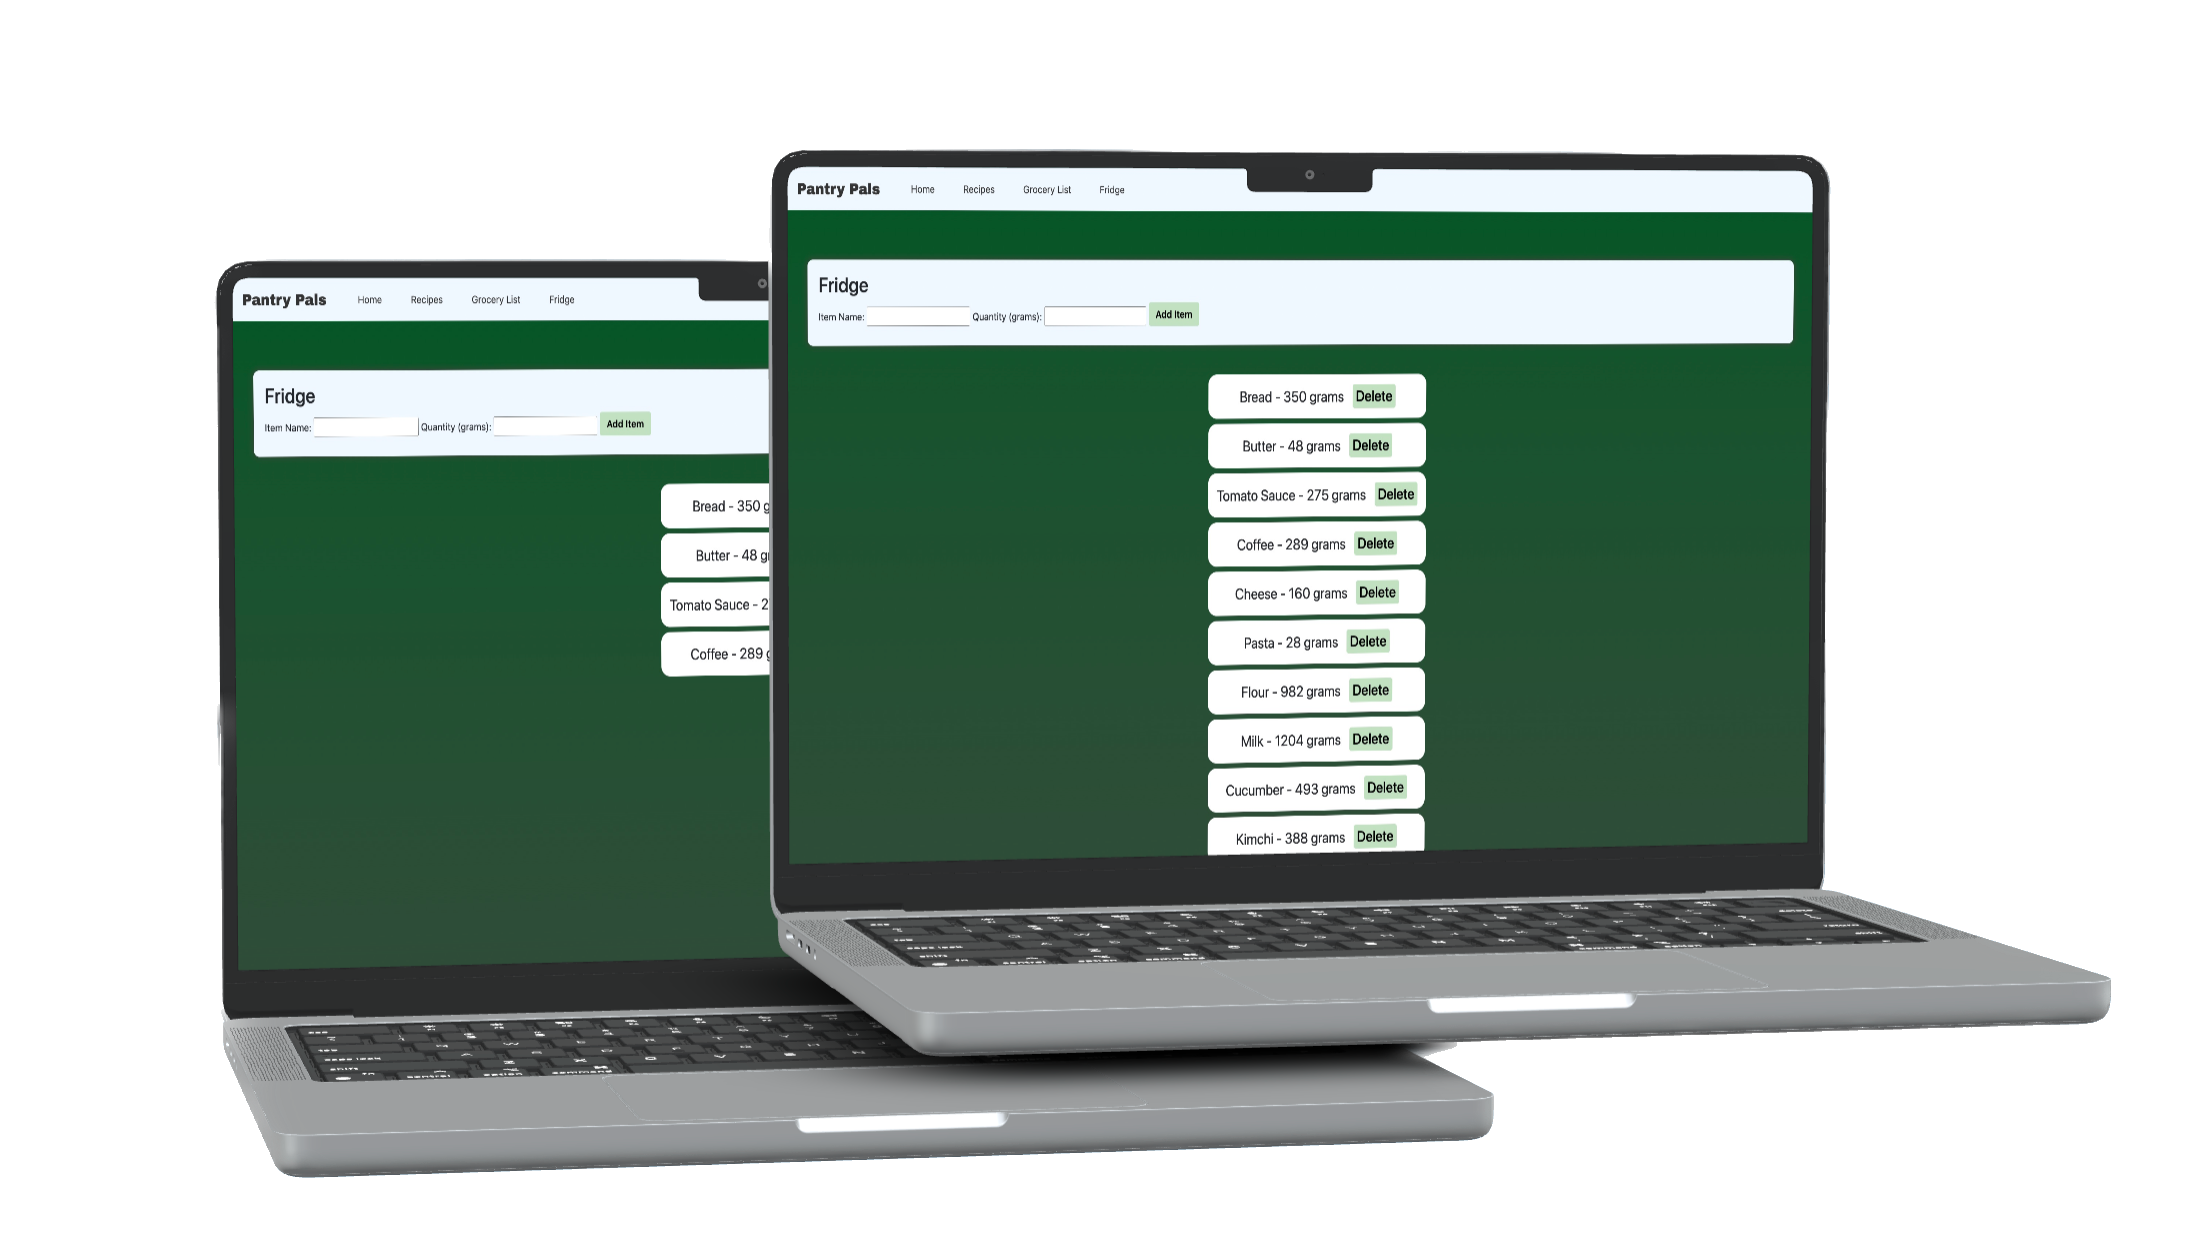 Pantry Pals Home Recipes Grocery List Fridge
Fridge
Item Name: Quantity (grams): Add Item
Bread - 350 g
Butter - 48 gr
Tomato Sauce - 2
Coffee - 289 g
Pantry Pals Home Recipes Grocery List Fridge
Fridge
Item Name: Quantity (grams): Add Item
Bread - 350 grams Delete
Butter - 48 grams Delete
Tomato Sauce - 275 grams Delete
Coffee - 289 grams Delete
Cheese - 160 grams Delete
Pasta - 28 grams Delete
Flour - 982 grams Delete
Milk - 1204 grams Delete
Cucumber - 493 grams Delete
Kimchi - 388 grams Delete